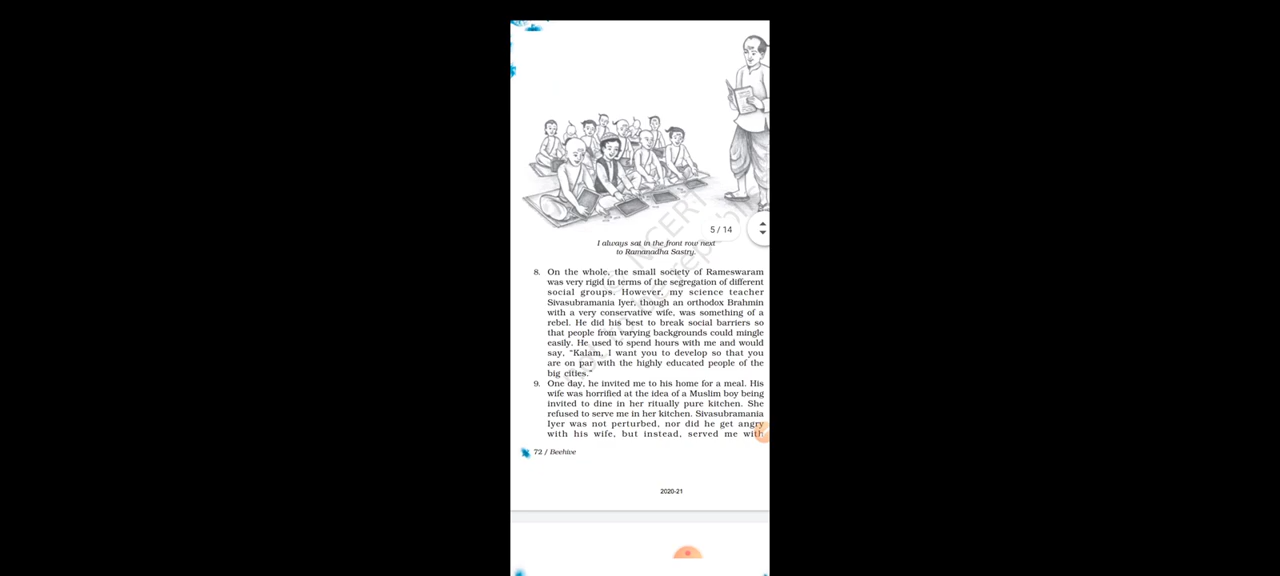 5 / 14
I always sat in the front row next
to Ramanadha Sastry.
8. On the whole, the small society of Rameswaram
was very rigid in terms of the segregation of different
social groups. However, my science teacher
Sivasubramania Iyer, though an orthodox Brahmin
with a very conservative wife, was something of a
rebel. He did his best to break social barriers so
that people from varying backgrounds could mingle
easily. He used to spend hours with me and would
say, “Kalam, I want you to develop so that you
are on par with the highly educated people of the
big cities.”
9. One day, he invited me to his home for a meal. His
wife was horrified at the idea of a Muslim boy being
invited to dine in her ritually pure kitchen. She
refused to serve me in her kitchen. Sivasubramania
Iyer was not perturbed, nor did he get angry
with his wife, but instead, served me with
72 / Beehive
2020-21
NCERT